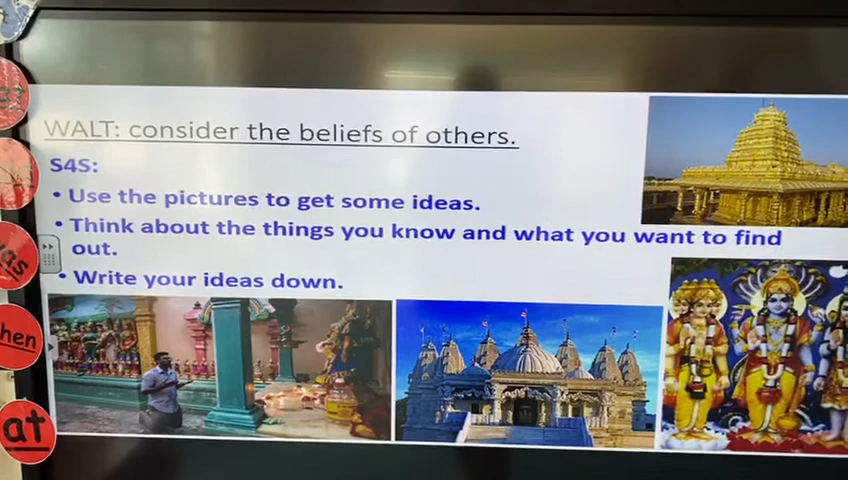 WALT: consider the beliefs of others.
S4S:
• Use the pictures to get some ideas.
• Think about the things you know and what you want to find
out.
• Write your ideas down.
at